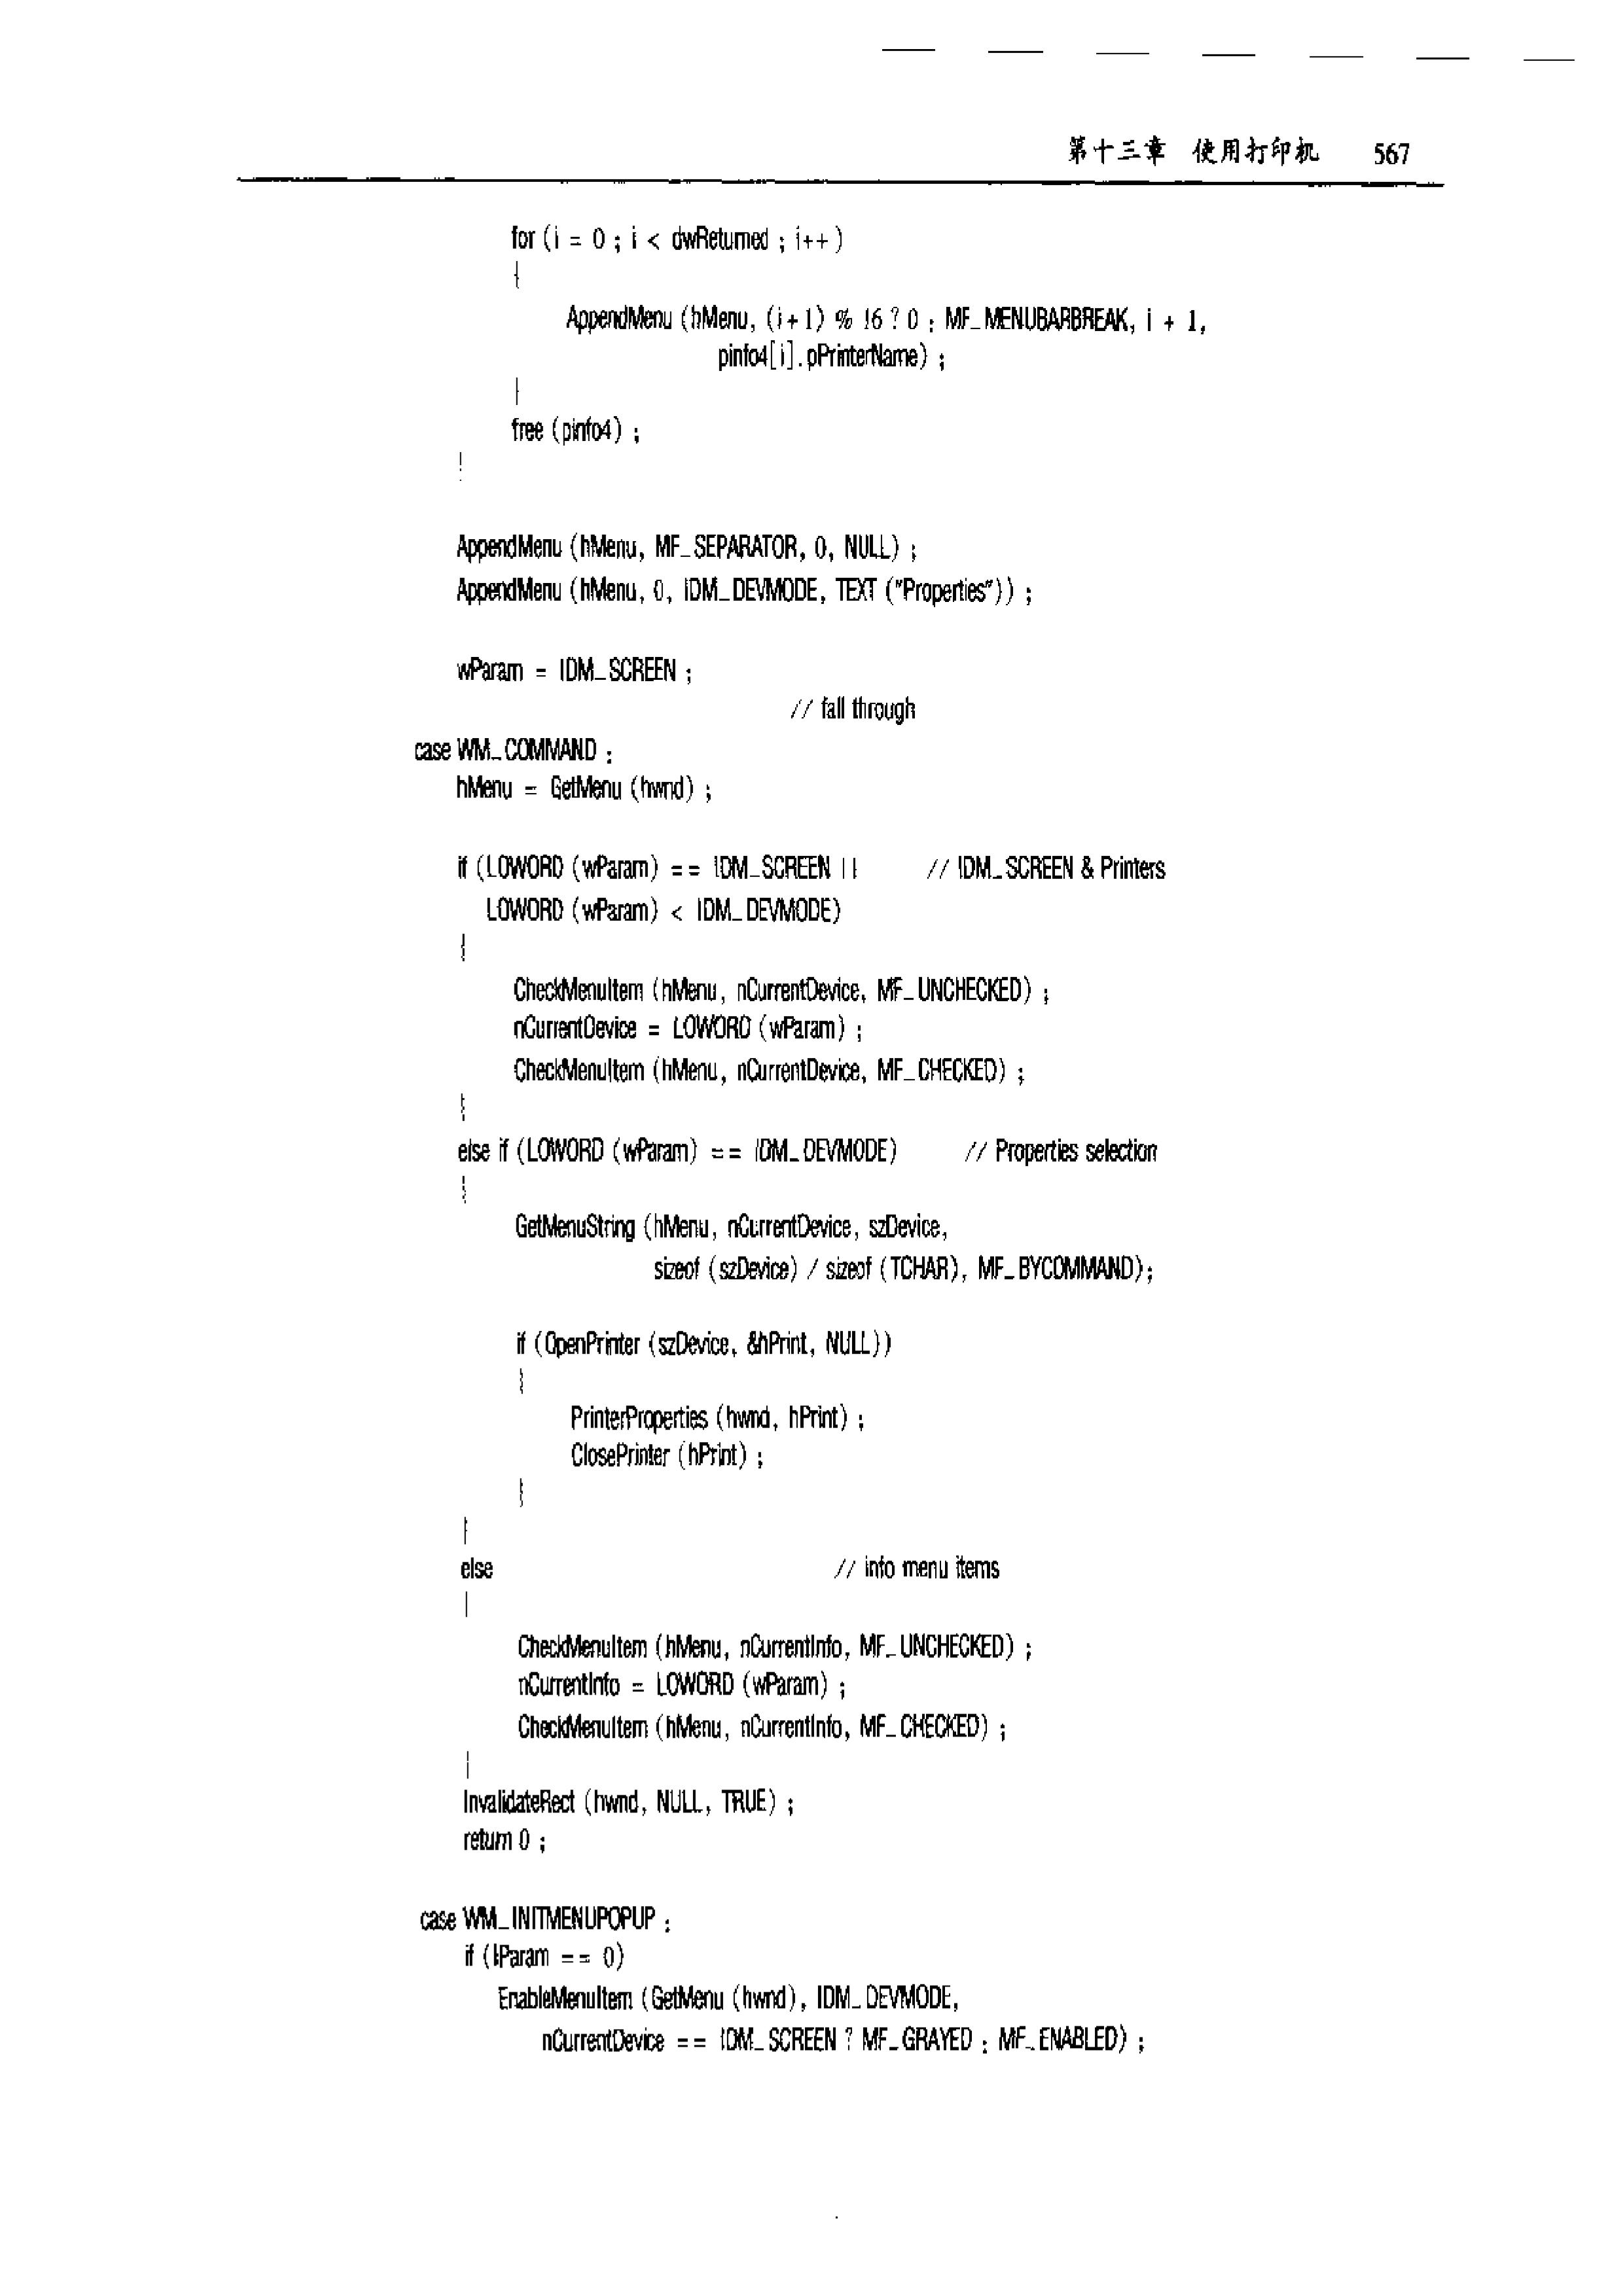 第十三章 使用打印机 567
for (i = 0 ; i < dwReturned ; i++ )
{
AppendMenu (hMenu, (i+1) % 16 ? 0 : MF_MENUBARBREAK, i + 1,
pinfo4[i].pPrinterName) ;
}
free (pinfo4) ;
}
AppendMenu (hMenu, MF_SEPARATOR, 0, NULL) ;
AppendMenu (hMenu, 0, IDM_DEVMODE, TEXT ("Properties")) ;
wParam = IDM_SCREEN ;
// fall through
case WM_COMMAND :
hMenu = GetMenu (hwnd) ;
if (LOWORD (wParam) == IDM_SCREEN || // IDM_SCREEN & Printers
LOWORD (wParam) < IDM_DEVMODE)
{
CheckMenuItem (hMenu, nCurrentDevice, MF_UNCHECKED) ;
nCurrentDevice = LOWORD (wParam) ;
CheckMenuItem (hMenu, nCurrentDevice, MF_CHECKED) ;
}
else if (LOWORD (wParam) == IDM_DEVMODE) // Properties selection
{
GetMenuString (hMenu, nCurrentDevice, szDevice,
sizeof (szDevice) / sizeof (TCHAR), MF_BYCOMMAND);
if (OpenPrinter (szDevice, &hPrint, NULL))
{
PrinterProperties (hwnd, hPrint) ;
ClosePrinter (hPrint) ;
}
}
else // info menu items
{
CheckMenuItem (hMenu, nCurrentInfo, MF_UNCHECKED) ;
nCurrentInfo = LOWORD (wParam) ;
CheckMenuItem (hMenu, nCurrentInfo, MF_CHECKED) ;
}
InvalidateRect (hwnd, NULL, TRUE) ;
return 0 ;
case WM_INITMENUPOPUP :
if (lParam == 0)
EnableMenuItem (GetMenu (hwnd), IDM_DEVMODE,
nCurrentDevice == IDM_SCREEN ? MF_GRAYED : MF_ENABLED) ;